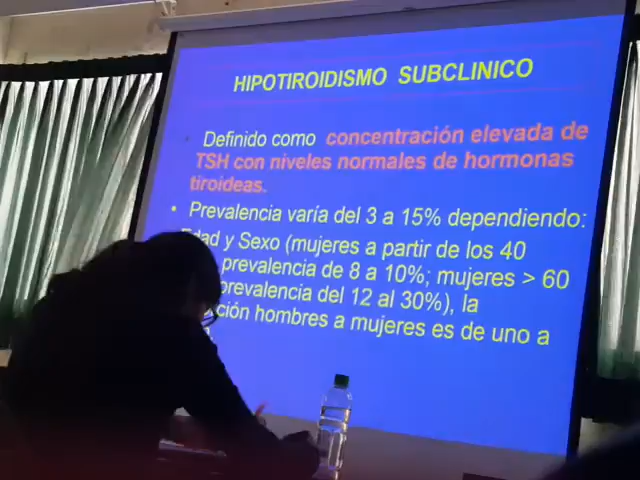 HIPOTIROIDISMO SUBCLINICO
Definido como concentración elevada de
TSH con niveles normales de hormonas
tiroideas.
• Prevalencia varía del 3 a 15% dependiendo:
Edad y Sexo (mujeres a partir de los 40
prevalencia de 8 a 10%; mujeres > 60
prevalencia del 12 al 30%), la
hombres a mujeres es de uno a